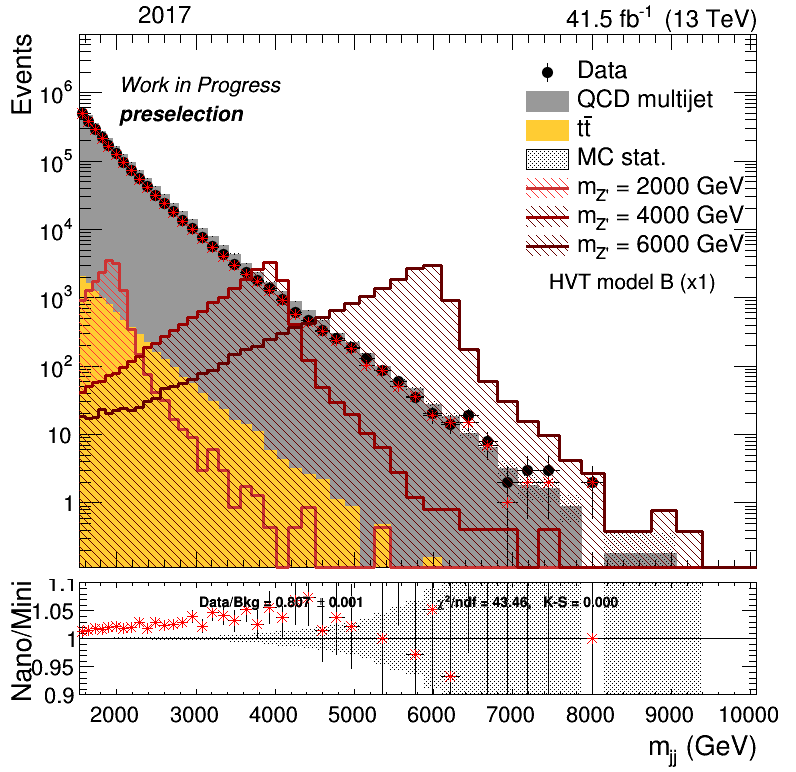 2017
41.5 fb⁻¹ (13 TeV)
Events
Work in Progress
preselection
Data
QCD multijet
tt̄
MC stat.
m_Z' = 2000 GeV
m_Z' = 4000 GeV
m_Z' = 6000 GeV
HVT model B (x1)
10⁶
10⁵
10⁴
10³
10²
10
1
Nano/Mini
1.1
1.05
1
0.95
0.9
Data/Bkg = 0.807 ± 0.001
χ²/ndf = 43.46, K-S = 0.000
2000 3000 4000 5000 6000 7000 8000 9000 10000
m_jj (GeV)